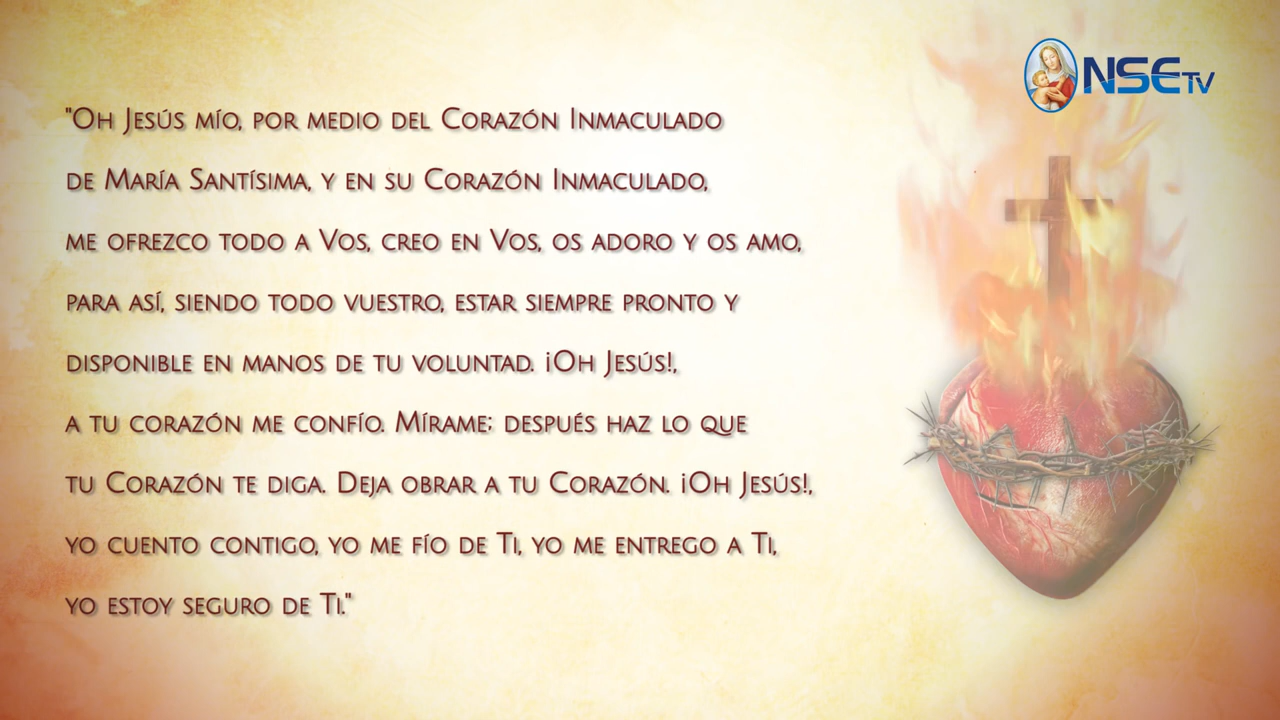 NSE TV
"Oh Jesús mío, por medio del Corazón Inmaculado
de María Santísima, y en su Corazón Inmaculado,
me ofrezco todo a Vos, creo en Vos, os adoro y os amo,
para así, siendo todo vuestro, estar siempre pronto y
disponible en manos de tu voluntad. ¡Oh Jesús!,
a tu corazón me confío. Mírame; después haz lo que
tu Corazón te diga. Deja obrar a tu Corazón. ¡Oh Jesús!,
yo cuento contigo, yo me fío de Ti, yo me entrego a Ti,
yo estoy seguro de Ti."